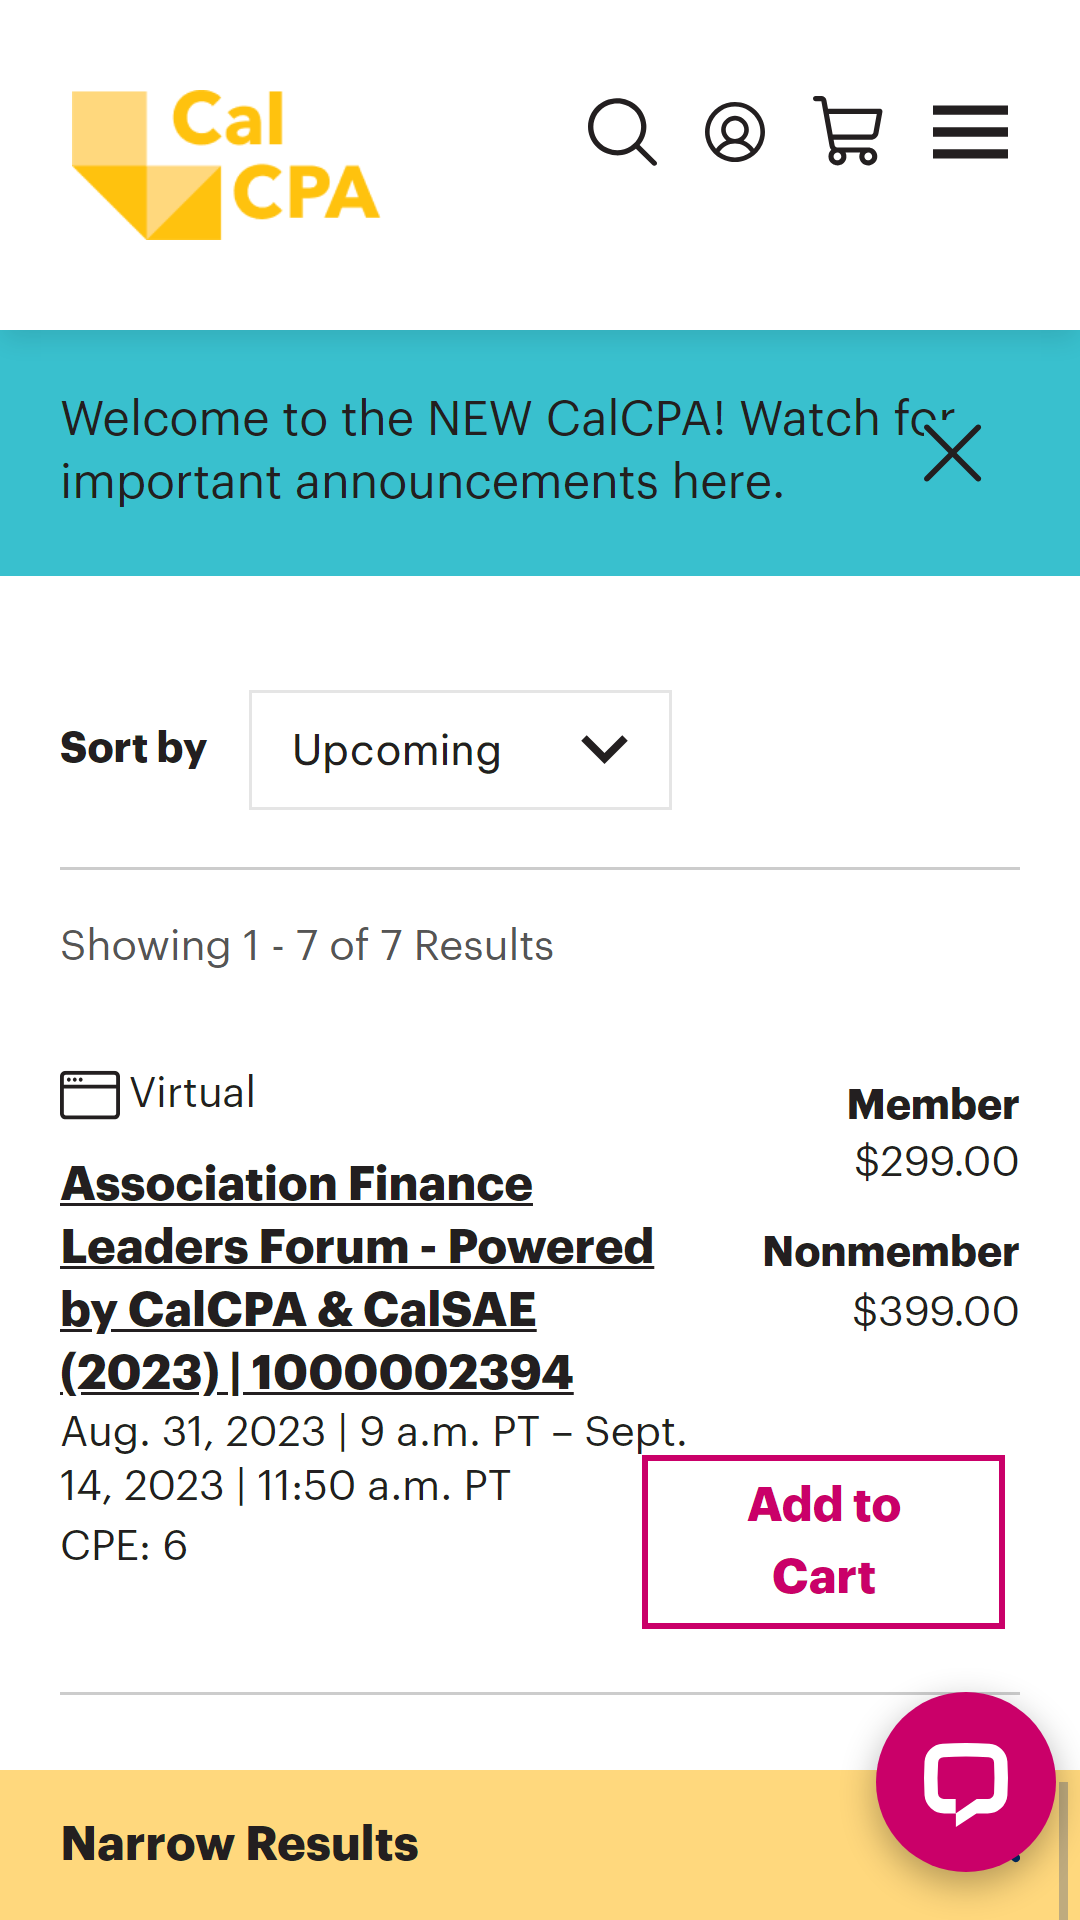 Cal
CPA
Welcome to the NEW CalCPA! Watch for
important announcements here.
Sort by
Upcoming
Showing 1 - 7 of 7 Results
Virtual
Member
$299.00
Nonmember
$399.00
Association Finance
Leaders Forum - Powered
by CalCPA & CalSAE
(2023) | 1000002394
Aug. 31, 2023 | 9 a.m. PT – Sept.
14, 2023 | 11:50 a.m. PT
CPE: 6
Add to
Cart
Narrow Results